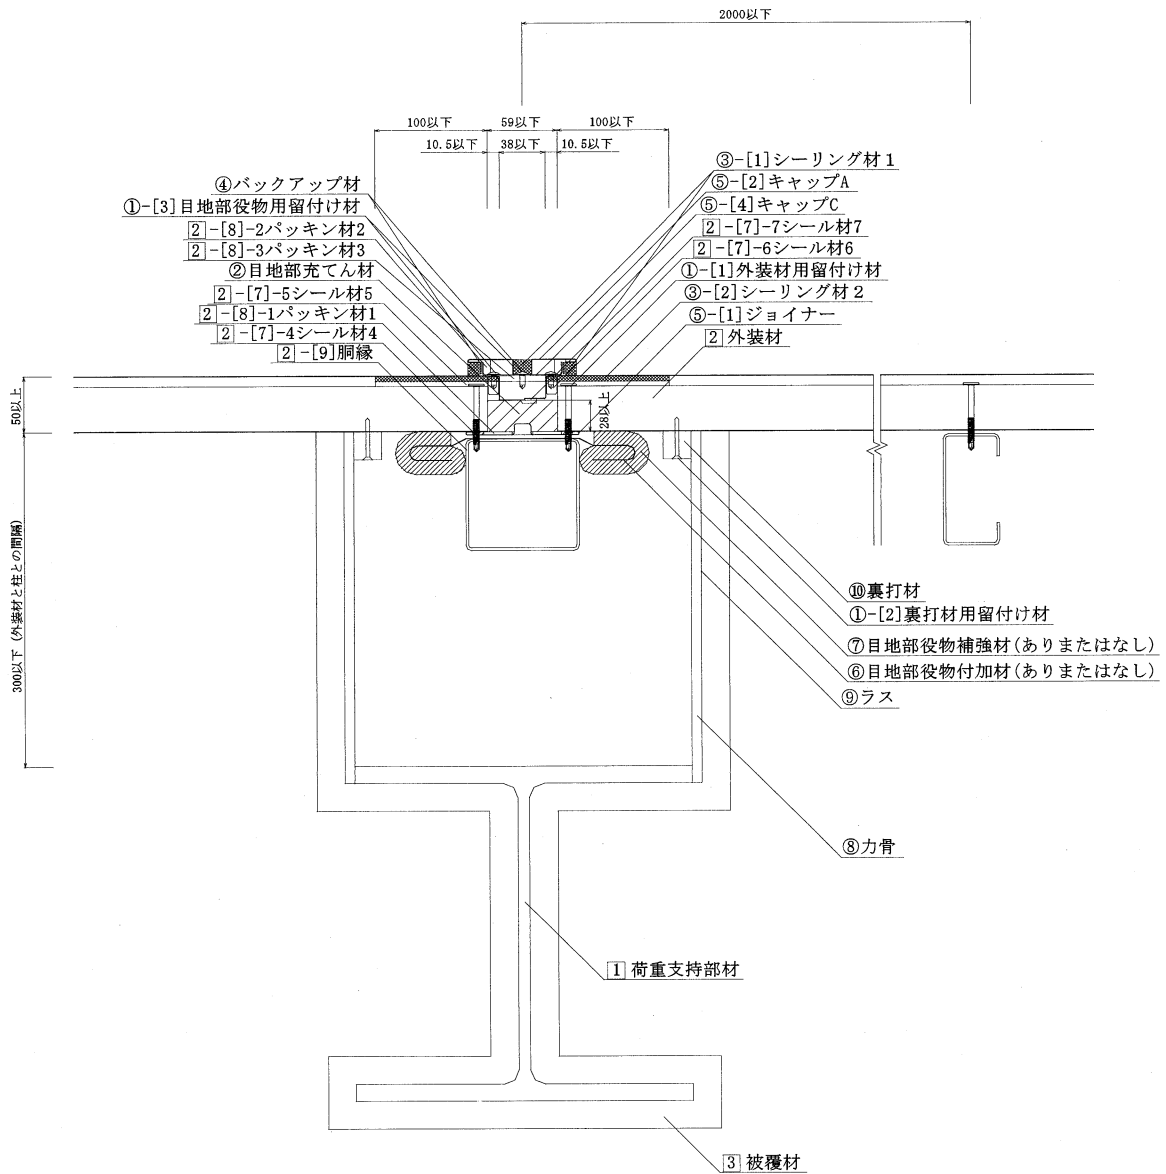 2000以下
100以下
59以下
100以下
10.5以下
38以下
10.5以下
④バックアップ材
①-[3]目地部役物用留付け材
2-[8]-2パッキン材2
2-[8]-3パッキン材3
②目地部充てん材
2-[7]-5シール材5
2-[8]-1パッキン材1
2-[7]-4シール材4
2-[9]胴縁
③-[1]シーリング材1
⑤-[2]キャップA
⑤-[4]キャップC
2-[7]-7シール材7
2-[7]-6シール材6
①-[1]外装材用留付け材
③-[2]シーリング材2
⑤-[1]ジョイナー
2 外装材
50以上
28以上
300以下 (外装材と柱との間隔)
⑩裏打材
①-[2]裏打材用留付け材
⑦目地部役物補強材(ありまたはなし)
⑥目地部役物付加材(ありまたはなし)
⑨ラス
⑧力骨
1 荷重支持部材
3 被覆材